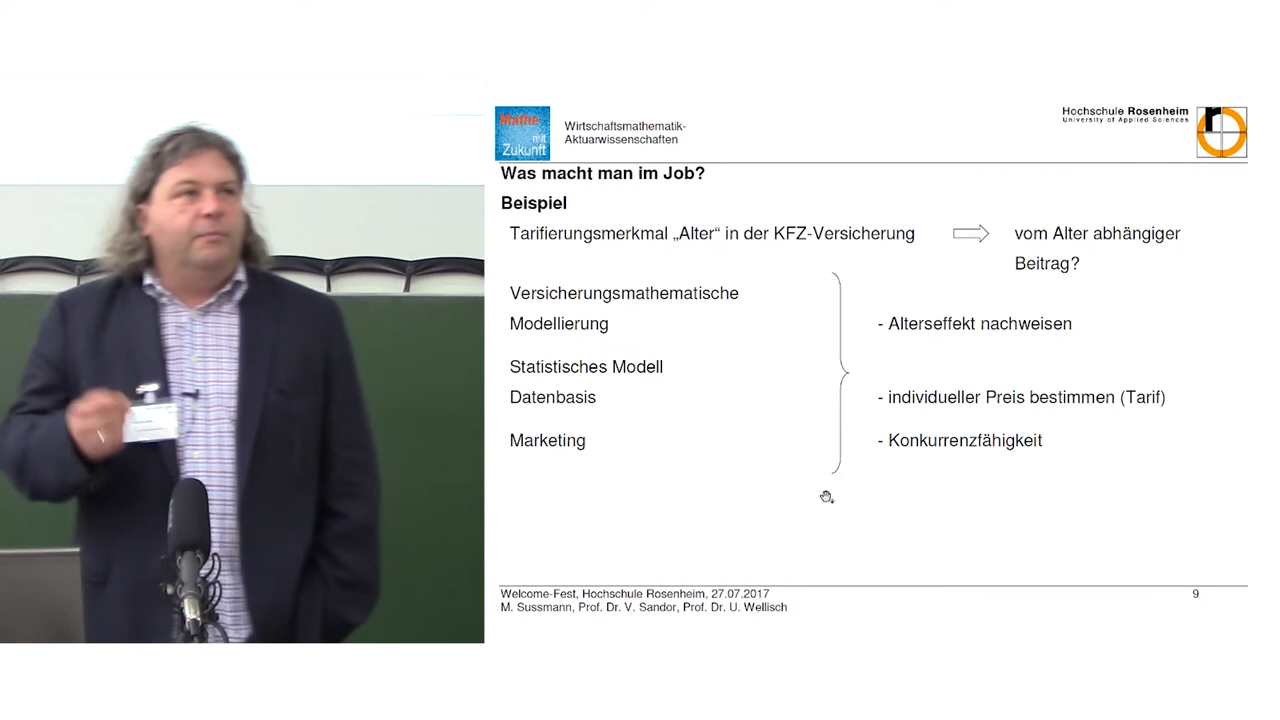 Mathe
mit
Zukunft
Wirtschaftsmathematik-
Aktuarwissenschaften
Hochschule Rosenheim
University of Applied Sciences
r
Was macht man im Job?
Beispiel
Tarifierungsmerkmal „Alter“ in der KFZ-Versicherung
vom Alter abhängiger
Beitrag?
Versicherungsmathematische
Modellierung
- Alterseffekt nachweisen
Statistisches Modell
Datenbasis
- individueller Preis bestimmen (Tarif)
Marketing
- Konkurrenzfähigkeit
Welcome-Fest, Hochschule Rosenheim, 27.07.2017
9
M. Sussmann, Prof. Dr. V. Sandor, Prof. Dr. U. Wellisch